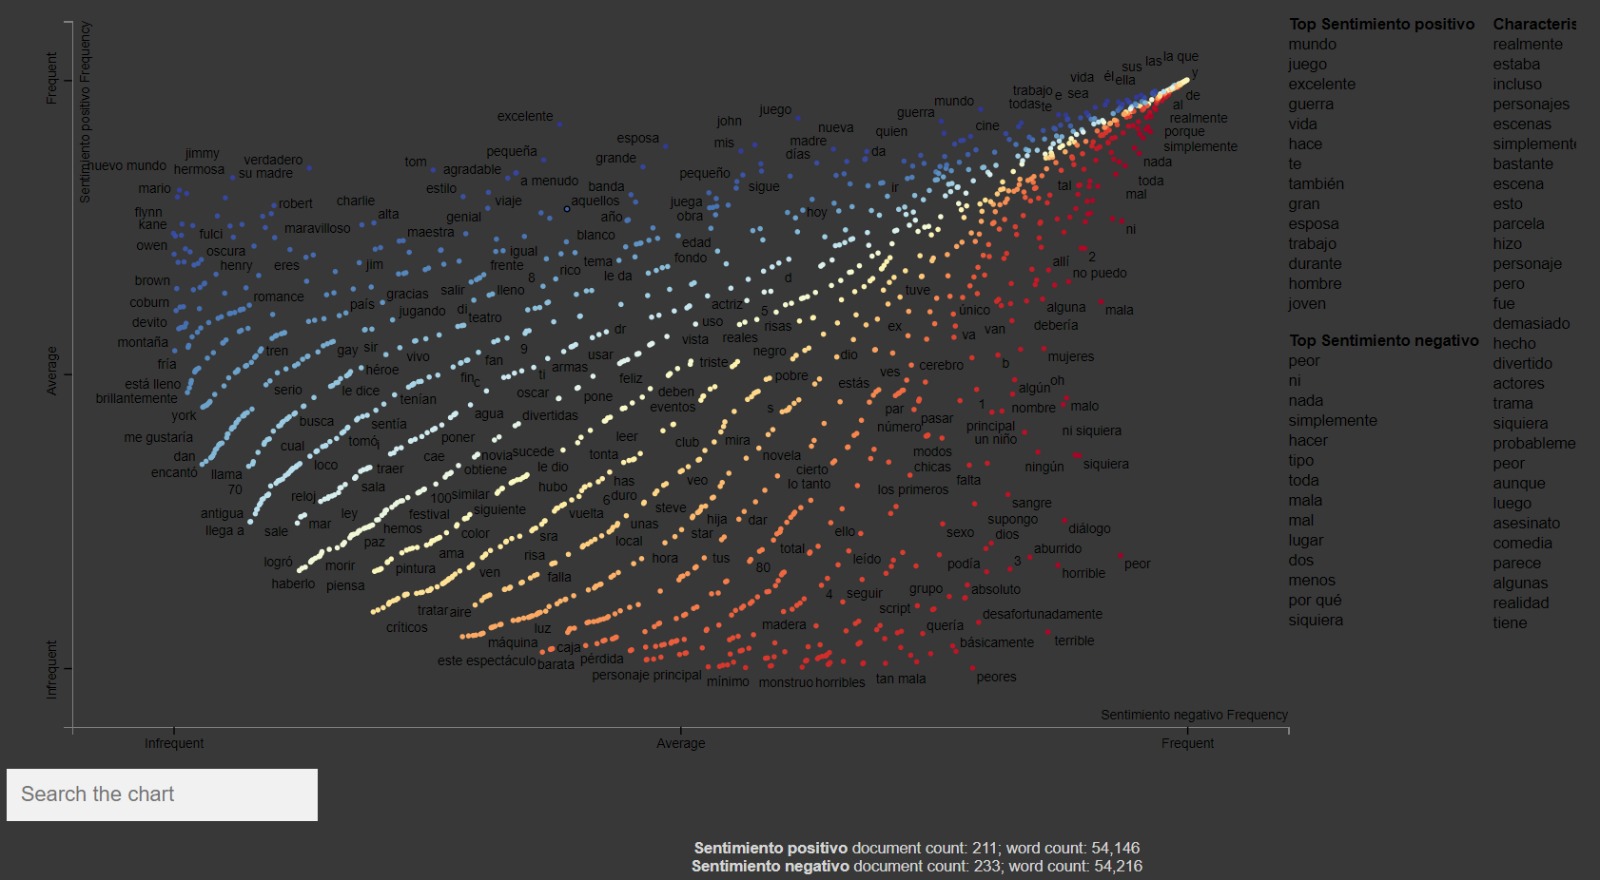 Frequent
Average
Infrequent
Sentimiento positivo Frequency
la que
las
sus
y
él
ella
vida
sea
e
trabajo
todas
te
de
al
realmente
porque
simplemente
mundo
guerra
cine
juego
excelente
john
nueva
quien
esposa
mis
madre
días
da
nada
toda
tal
mal
ni
jimmy
nuevo mundo
hermosa
verdadero
su madre
tom
agradable
pequeña
grande
pequeño
sigue
ir
mario
estilo
a menudo
banda
viaje
aquellos
juega
obra
hoy
flynn
kane
robert
charlie
alta
genial
año
fulci
maravilloso
maestra
blanco
owen
oscura
henry
eres
jim
igual
frente
8
rico
tema
le da
edad
fondo
d
allí
2
no puedo
brown
romance
gracias
salir
lleno
tuve
coburn
país
jugando
di
teatro
actriz
5
único
alguna
mala
devito
dr
uso
risas
ex
va
van
debería
montaña
tren
gay
sir
vivo
9
fan
usar
vista
reales
negro
dio
b
mujeres
fría
héroe
fin
c
ti
armas
triste
ves
cerebro
está lleno
serio
le dice
feliz
pobre
estás
algún
oh
brillantemente
tenían
oscar
pone
deben
eventos
s
par
1
nombre
malo
york
busca
sentía
agua
divertidas
número
pasar
principal
un niño
ni siquiera
me gustaría
cual
tomó
poner
leer
club
mira
dan
cae
novia
sucede
tonta
novela
modos
encantó
llama
loco
traer
obtiene
le dio
cierto
chicas
ningún
siquiera
70
sala
has
veo
lo tanto
los primeros
falta
reloj
100
similar
hubo
6
duro
antigua
ley
festival
siguiente
vuelta
steve
sangre
llega a
sale
mar
hemos
color
sra
unas
hija
dar
supongo
paz
local
star
ello
sexo
dios
diálogo
logró
morir
ama
risa
hora
tus
total
leído
podía
3
aburrido
peor
haberlo
piensa
pintura
ven
falla
80
horrible
tratar
aire
4
seguir
grupo
absoluto
críticos
luz
madera
script
quería
desafortunadamente
máquina
caja
básicamente
terrible
este espectáculo
barata
pérdida
personaje principal
mínimo
monstruo
horribles
tan mala
peores
Sentimiento negativo Frequency
Infrequent
Average
Frequent
Top Sentimiento positivo
mundo
juego
excelente
guerra
vida
hace
te
también
gran
esposa
trabajo
durante
hombre
joven
Top Sentimiento negativo
peor
ni
nada
simplemente
hacer
tipo
toda
mala
mal
lugar
dos
menos
por qué
siquiera
Characteris
realmente
estaba
incluso
personajes
escenas
simplement
bastante
escena
esto
parcela
hizo
personaje
pero
fue
demasiado
hecho
divertido
actores
trama
siquiera
probableme
peor
aunque
luego
asesinato
comedia
parece
algunas
realidad
tiene
Search the chart
Sentimiento positivo document count: 211; word count: 54,146
Sentimiento negativo document count: 233; word count: 54,216